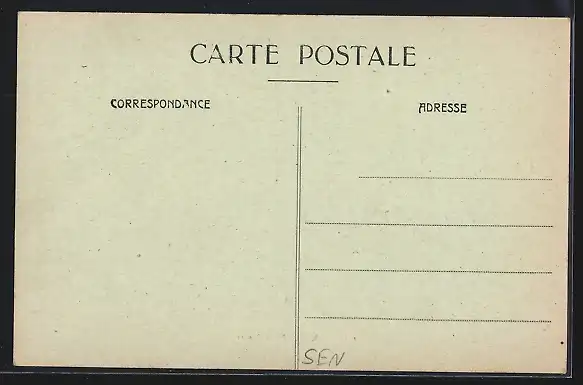 CARTE POSTALE
CORRESPONDANCE
ADRESSE
SEN